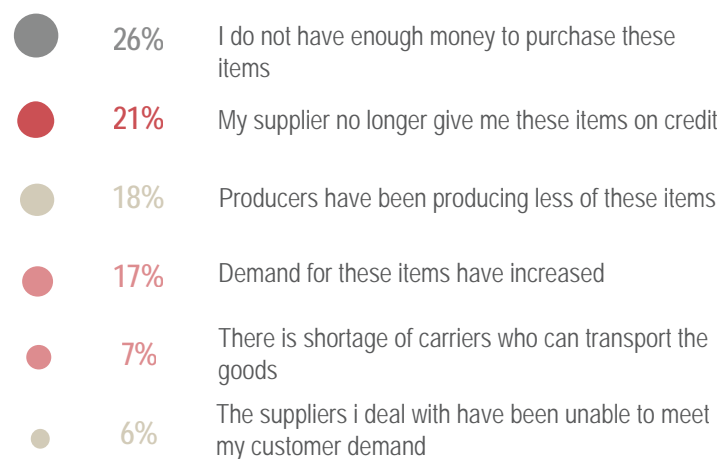 26% I do not have enough money to purchase these
items
21% My supplier no longer give me these items on credit
18% Producers have been producing less of these items
17% Demand for these items have increased
There is shortage of carriers who can transport the
7% goods
The suppliers i deal with have been unable to meet
6% my customer demand